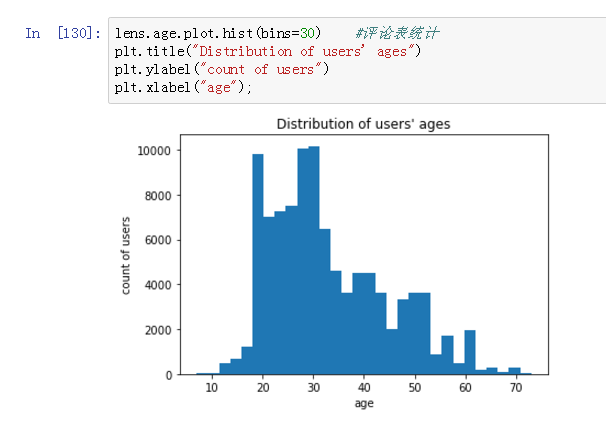 In [130]: lens.age.plot.hist(bins=30) #评论表统计
plt.title("Distribution of users' ages")
plt.ylabel("count of users")
plt.xlabel("age");
Distribution of users' ages
10000
8000
6000
4000
2000
0
count of users
10 20 30 40 50 60 70
age